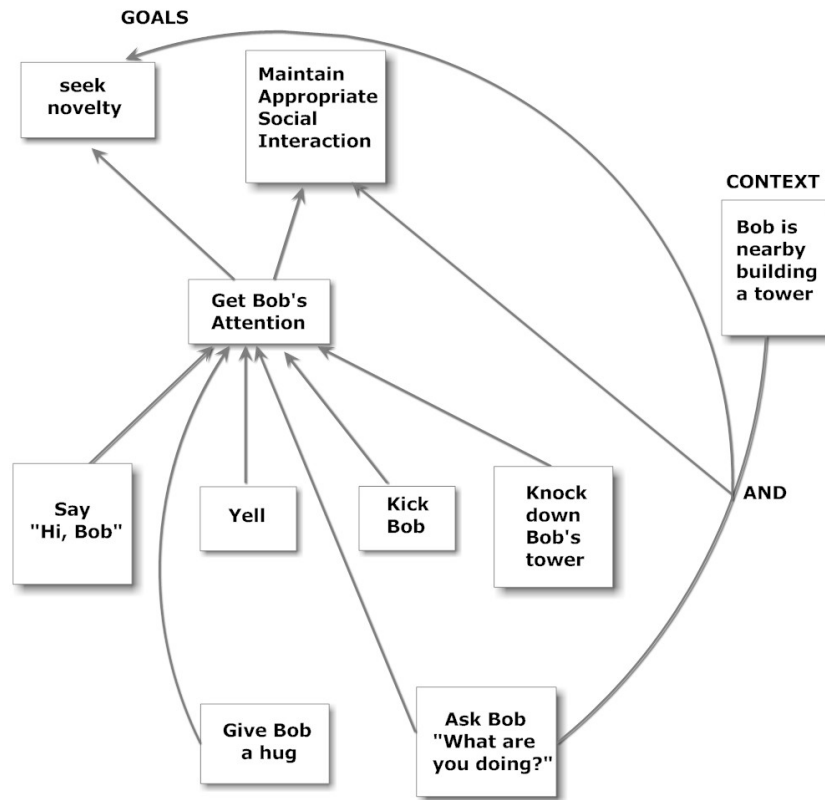 GOALS
seek
novelty
Maintain
Appropriate
Social
Interaction
CONTEXT
Bob is
nearby
building
a tower
Get Bob's
Attention
Say
"Hi, Bob"
Yell
Kick
Bob
Knock
down
Bob's
tower
AND
Give Bob
a hug
Ask Bob
"What are
you doing?"